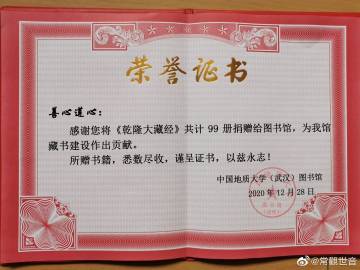 荣誉证书
善心道心：
感谢您将《乾隆大藏经》共计 99 册捐赠给图书馆，为我馆
藏书建设作出贡献。
所赠书籍，悉数尽收，谨呈证书，以兹永志！
中国地质大学（武汉）图书馆
2020 年 12 月 28 日
@常觀世音